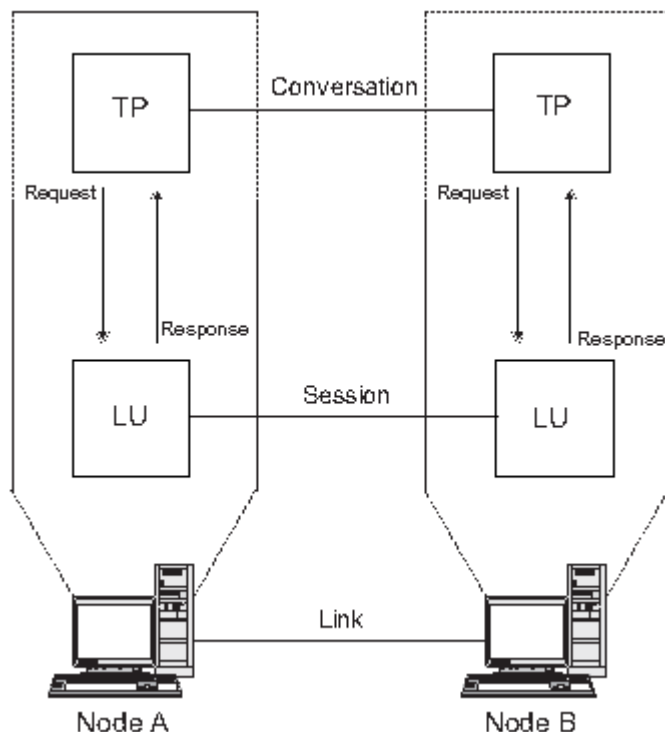 TP
Conversation
TP
Request
Request
Response
Response
LU
Session
LU
Link
Node A
Node B